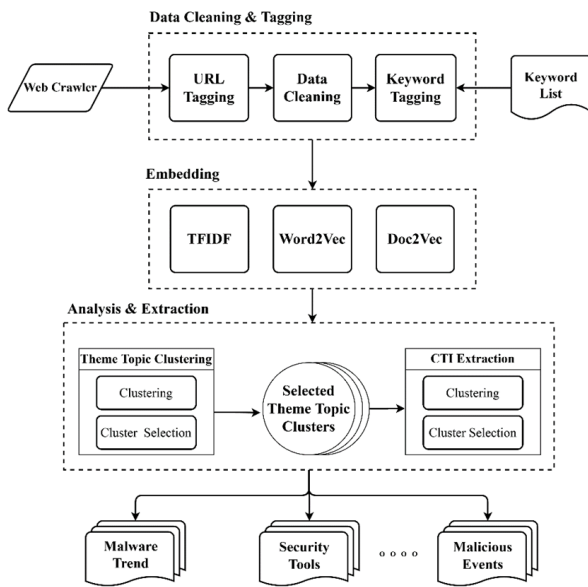 Data Cleaning & Tagging
Web Crawler
URL
Tagging
Data
Cleaning
Keyword
Tagging
Keyword
List
Embedding
TFIDF
Word2Vec
Doc2Vec
Analysis & Extraction
Theme Topic Clustering
Clustering
Cluster Selection
Selected
Theme Topic
Clusters
CTI Extraction
Clustering
Cluster Selection
Malware
Trend
Security
Tools
Malicious
Events